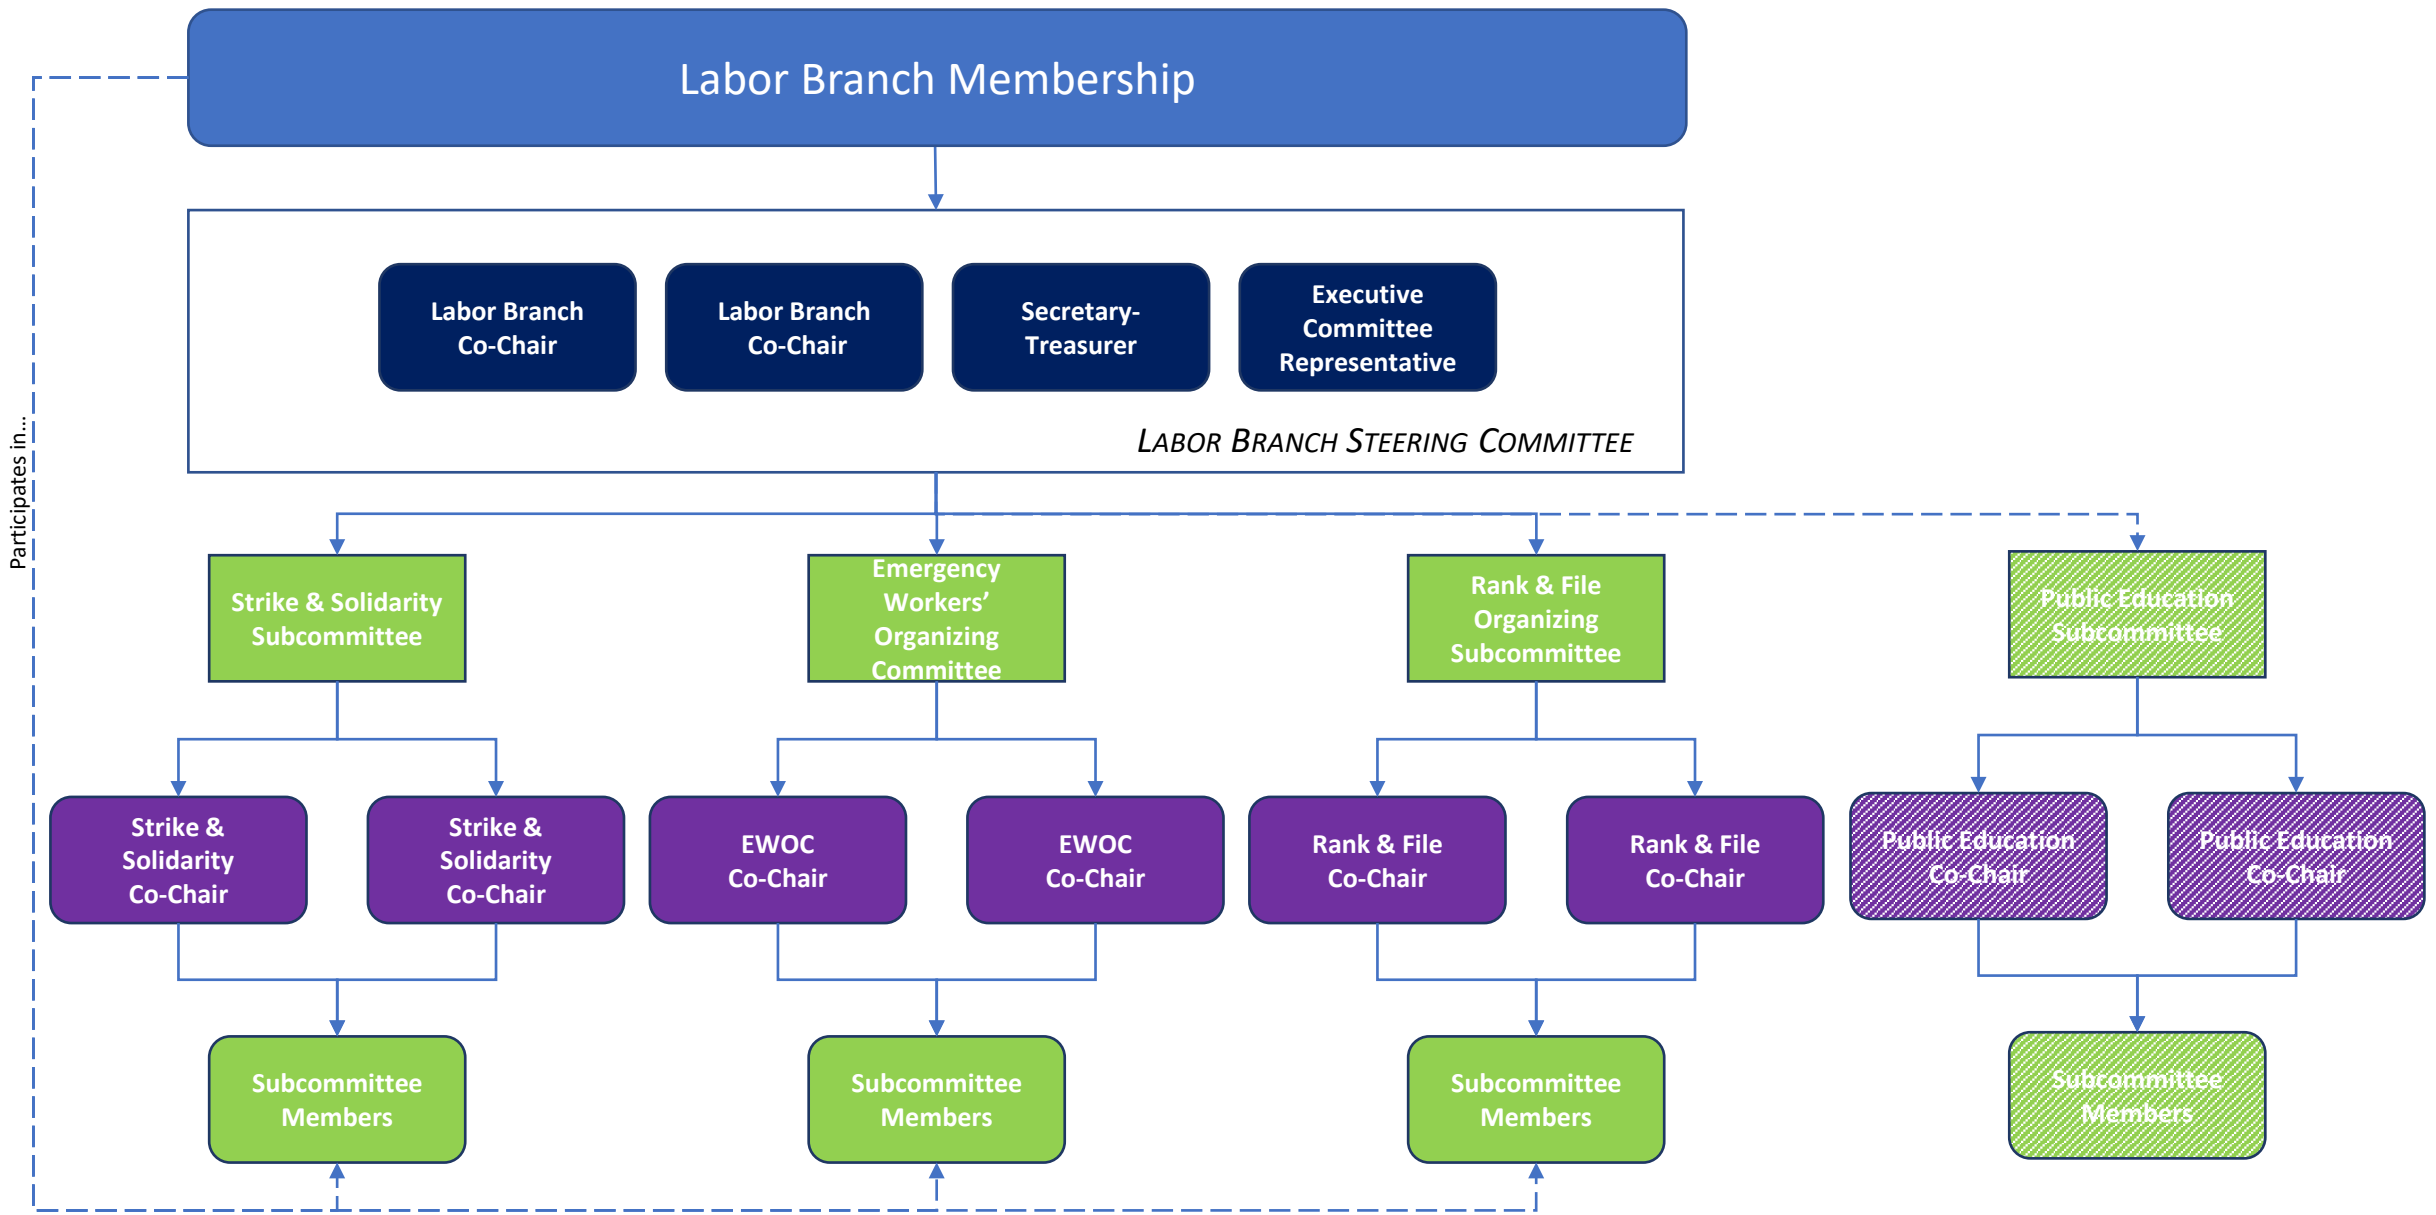 Labor Branch Membership
Participates in...
Labor Branch
Co-Chair
Labor Branch
Co-Chair
Secretary-
Treasurer
Executive
Committee
Representative
LABOR BRANCH STEERING COMMITTEE
Strike & Solidarity
Subcommittee
Emergency
Workers’
Organizing
Committee
Rank & File
Organizing
Subcommittee
Public Education
Subcommittee
Strike &
Solidarity
Co-Chair
Strike &
Solidarity
Co-Chair
EWOC
Co-Chair
EWOC
Co-Chair
Rank & File
Co-Chair
Rank & File
Co-Chair
Public Education
Co-Chair
Public Education
Co-Chair
Subcommittee
Members
Subcommittee
Members
Subcommittee
Members
Subcommittee
Members